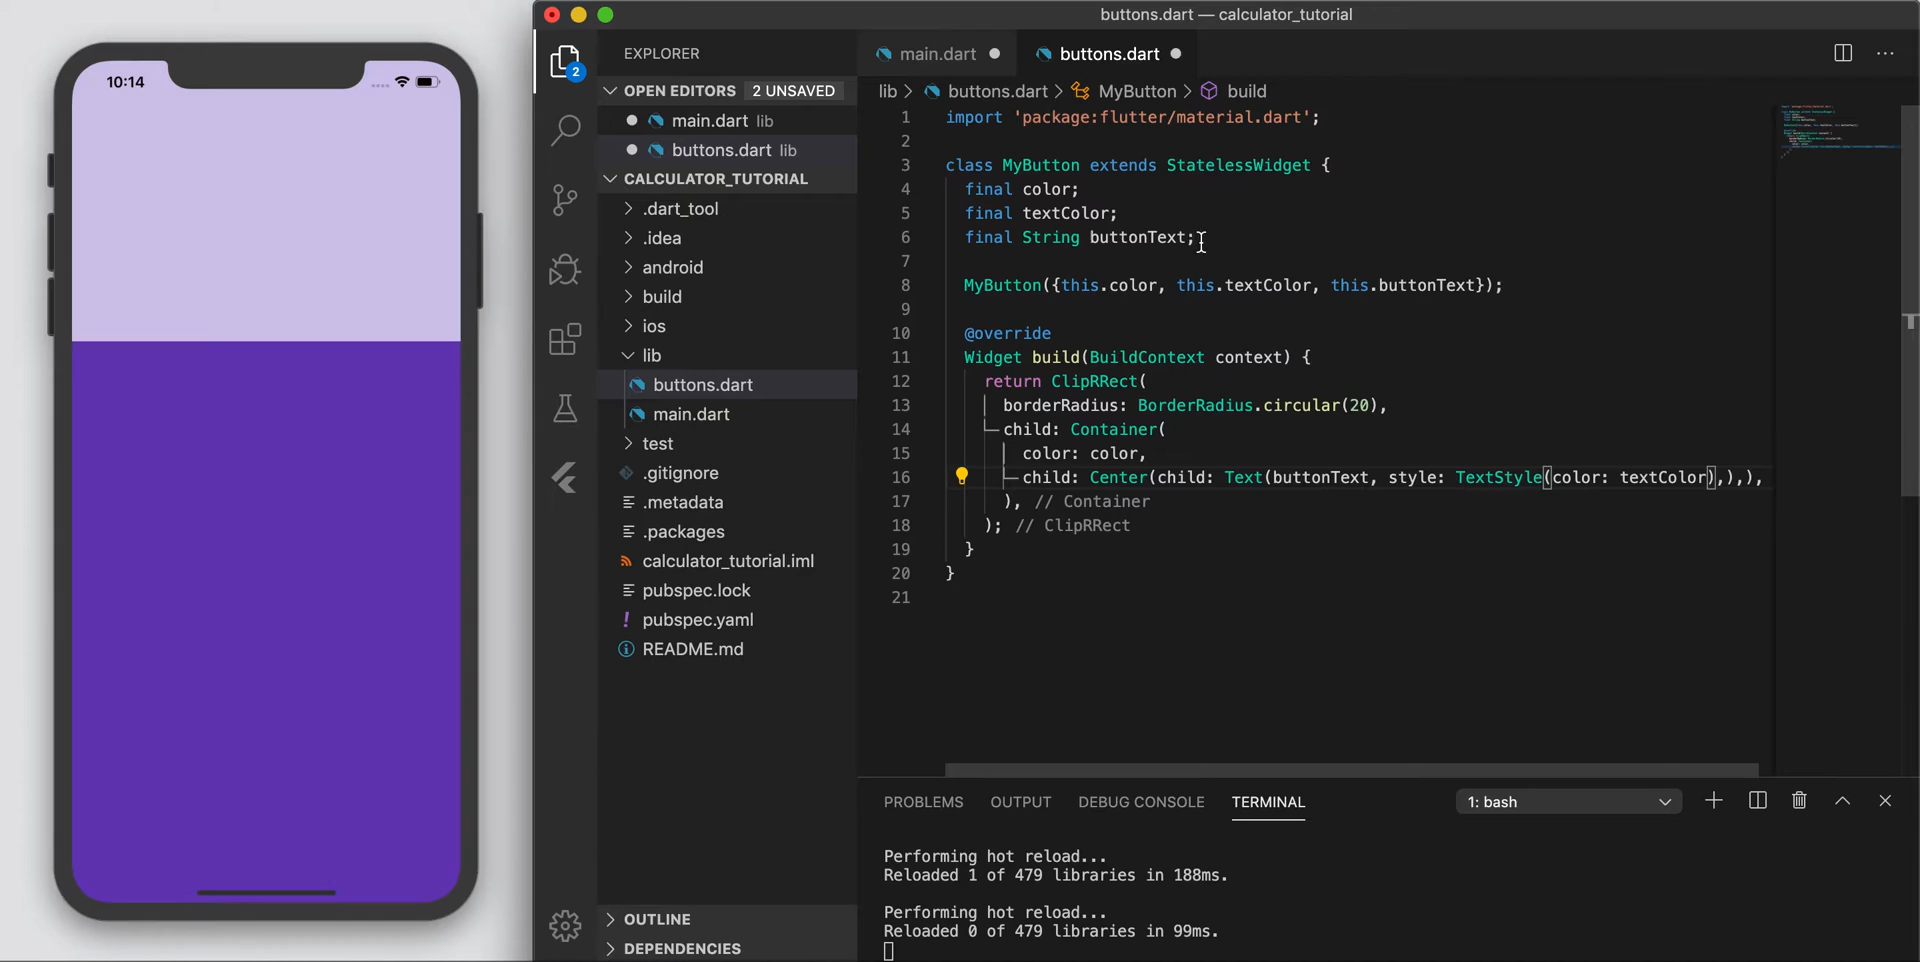 10:14
buttons.dart — calculator_tutorial
EXPLORER
OPEN EDITORS 2 UNSAVED
main.dart lib
buttons.dart lib
CALCULATOR_TUTORIAL
.dart_tool
.idea
android
build
ios
lib
buttons.dart
main.dart
test
.gitignore
.metadata
.packages
calculator_tutorial.iml
pubspec.lock
pubspec.yaml
README.md
OUTLINE
DEPENDENCIES
2
main.dart
buttons.dart
lib > buttons.dart > MyButton > build
1 import 'package:flutter/material.dart';
2
3 class MyButton extends StatelessWidget {
4 final color;
5 final textColor;
6 final String buttonText;
7
8 MyButton({this.color, this.textColor, this.buttonText});
9
10 @override
11 Widget build(BuildContext context) {
12 return ClipRRect(
13 borderRadius: BorderRadius.circular(20),
14 child: Container(
15 color: color,
16 child: Center(child: Text(buttonText, style: TextStyle(color: textColor),),),
17 ), // Container
18 ); // ClipRRect
19 }
20 }
21
PROBLEMS OUTPUT DEBUG CONSOLE TERMINAL 1: bash
Performing hot reload...
Reloaded 1 of 479 libraries in 188ms.
Performing hot reload...
Reloaded 0 of 479 libraries in 99ms.